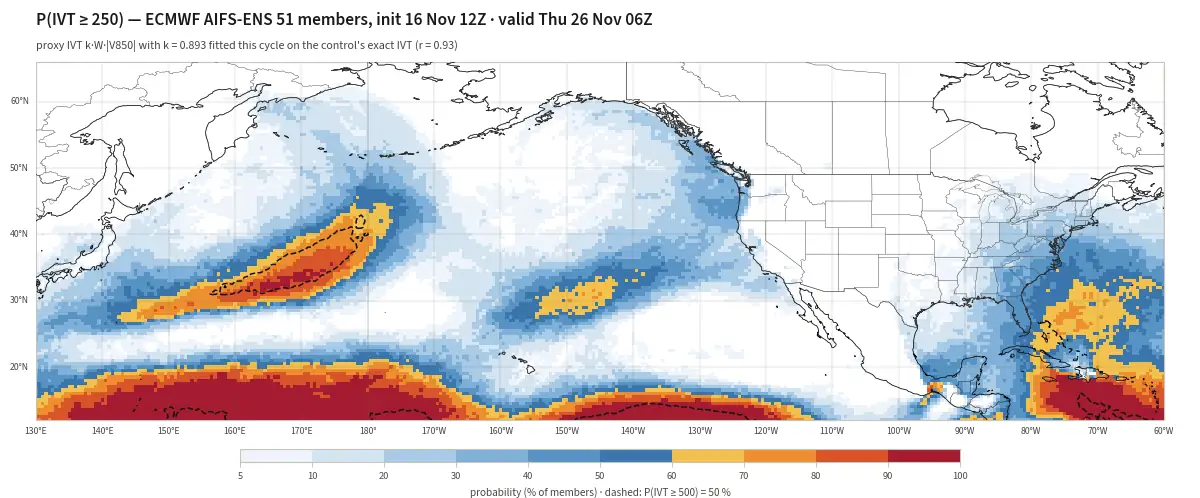 P(IVT ≥ 250) — ECMWF AIFS-ENS 51 members, init 16 Nov 12Z · valid Thu 26 Nov 06Z
proxy IVT k·W·|V850| with k = 0.893 fitted this cycle on the control's exact IVT (r = 0.93)
60°N
50°N
40°N
30°N
20°N
130°E 140°E 150°E 160°E 170°E 180° 170°W 160°W 150°W 140°W 130°W 120°W 110°W 100°W 90°W 80°W 70°W 60°W
5 10 20 30 40 50 60 70 80 90 100
probability (% of members) · dashed: P(IVT ≥ 500) = 50 %